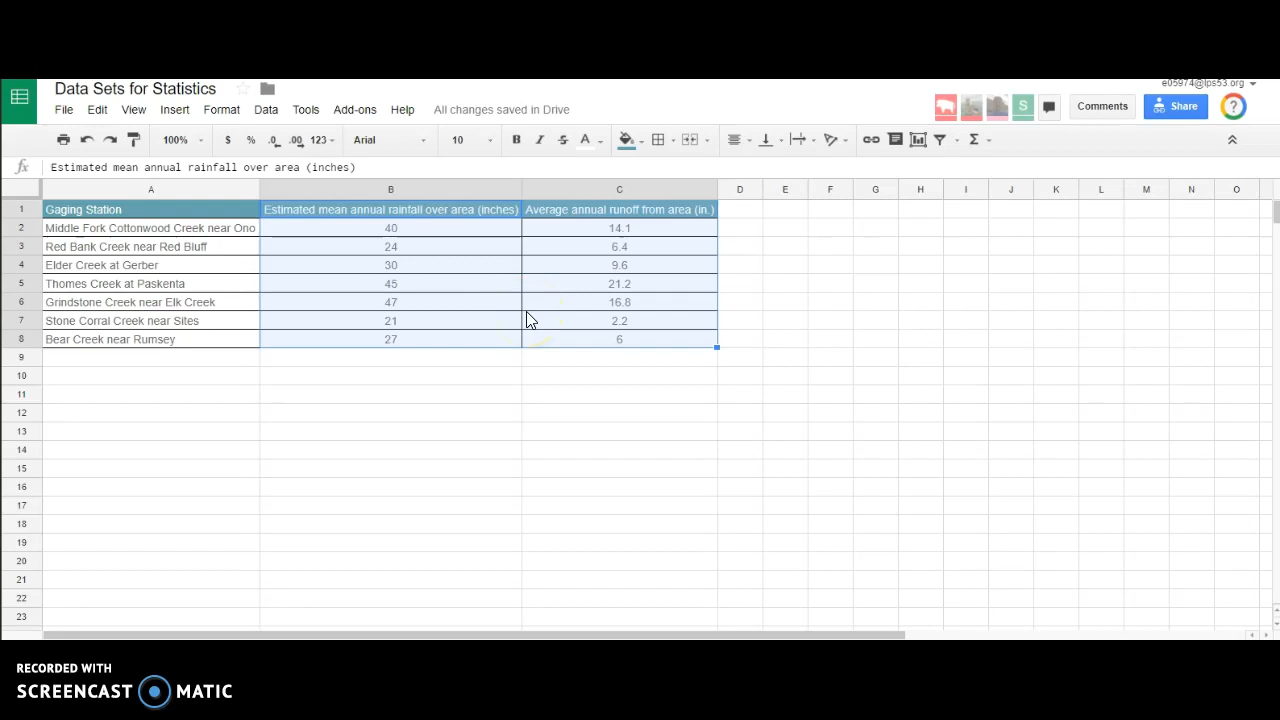 Data Sets for Statistics
e05974@lps53.org
File Edit View Insert Format Data Tools Add-ons Help All changes saved in Drive
S Comments Share ?
100% $ % .0 .00 123 Arial 10 B I S A Σ
fx Estimated mean annual rainfall over area (inches)
A B C D E F G H I J K L M N O
1 Gaging Station Estimated mean annual rainfall over area (inches) Average annual runoff from area (in.)
2 Middle Fork Cottonwood Creek near Ono 40 14.1
3 Red Bank Creek near Red Bluff 24 6.4
4 Elder Creek at Gerber 30 9.6
5 Thomes Creek at Paskenta 45 21.2
6 Grindstone Creek near Elk Creek 47 16.8
7 Stone Corral Creek near Sites 21 2.2
8 Bear Creek near Rumsey 27 6
9
10
11
12
13
14
15
16
17
18
19
20
21
22
23
RECORDED WITH
SCREENCAST MATIC